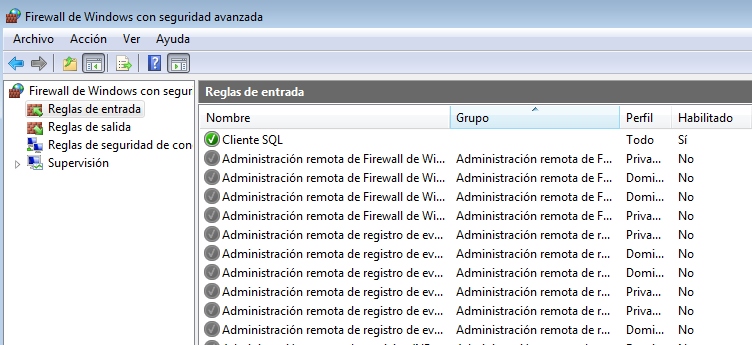 Firewall de Windows con seguridad avanzada
Archivo Acción Ver Ayuda
Firewall de Windows con segur
Reglas de entrada
Reglas de salida
Reglas de seguridad de con
Supervisión
Reglas de entrada
Nombre Grupo Perfil Habilitado
Cliente SQL Todo Sí
Administración remota de Firewall de Wi... Administración remota de F... Priva... No
Administración remota de Firewall de Wi... Administración remota de F... Domi... No
Administración remota de Firewall de Wi... Administración remota de F... Domi... No
Administración remota de Firewall de Wi... Administración remota de F... Priva... No
Administración remota de registro de ev... Administración remota de r... Priva... No
Administración remota de registro de ev... Administración remota de r... Domi... No
Administración remota de registro de ev... Administración remota de r... Priva... No
Administración remota de registro de ev... Administración remota de r... Domi... No
Administración remota de registro de ev... Administración remota de r... Priva... No
Administración remota de registro de ev... Administración remota de r... Domi... No